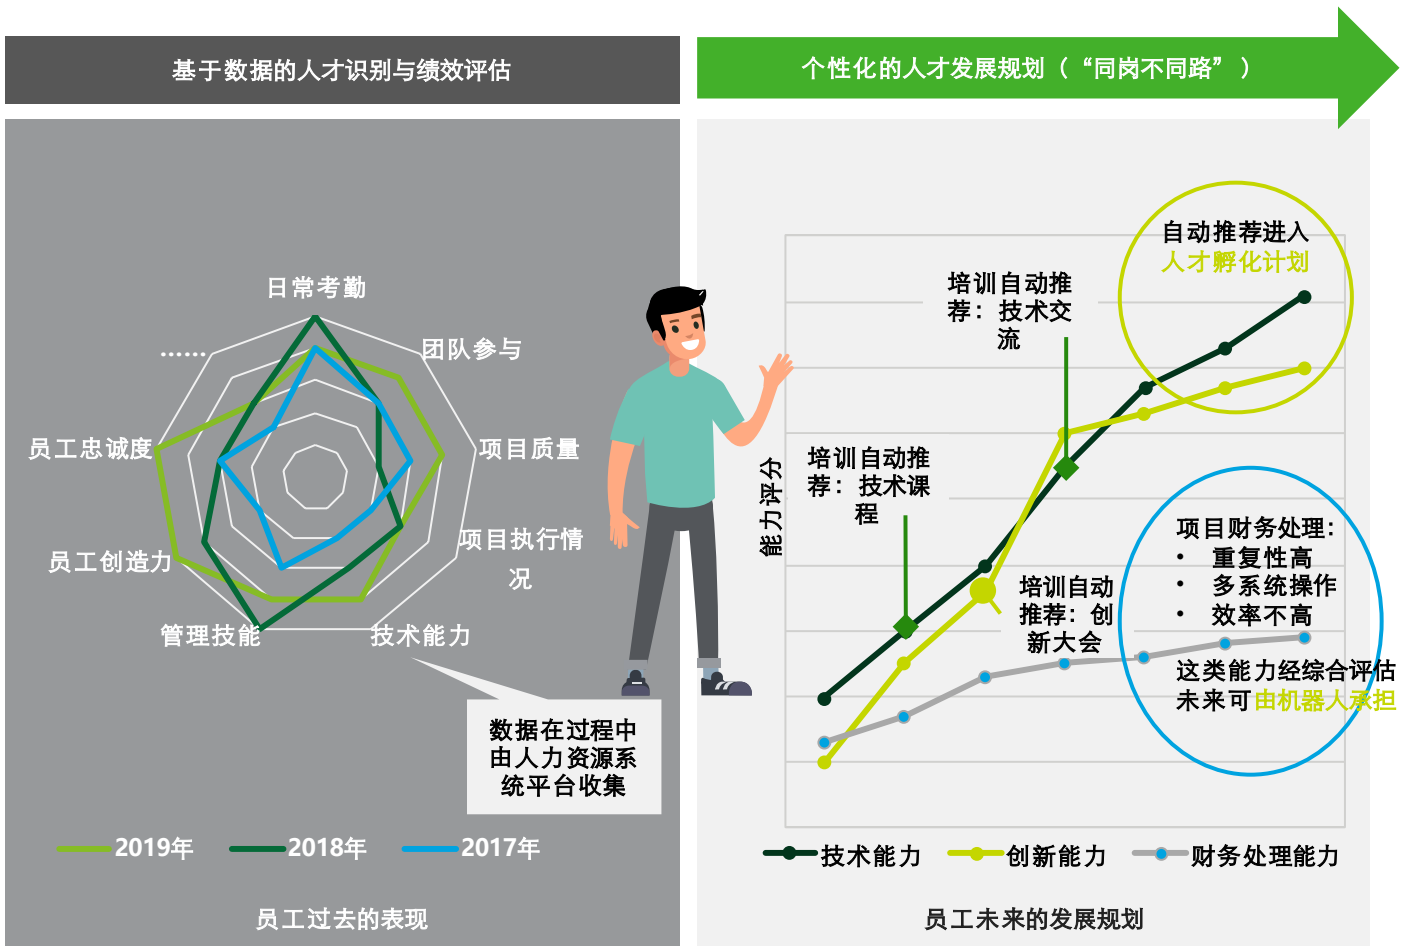 基于数据的人才识别与绩效评估
日常考勤
团队参与
项目质量
项目执行情
况
技术能力
管理技能
员工创造力
员工忠诚度
……
数据在过程中
由人力资源系
统平台收集
2019年
2018年
2017年
员工过去的表现
个性化的人才发展规划（“同岗不同路”）
能力评分
培训自动推
荐：技术课
程
培训自动推
荐：技术交
流
培训自动
推荐：创
新大会
自动推荐进入
人才孵化计划
项目财务处理：
• 重复性高
• 多系统操作
• 效率不高
这类能力经综合评估
未来可由机器人承担
技术能力
创新能力
财务处理能力
员工未来的发展规划